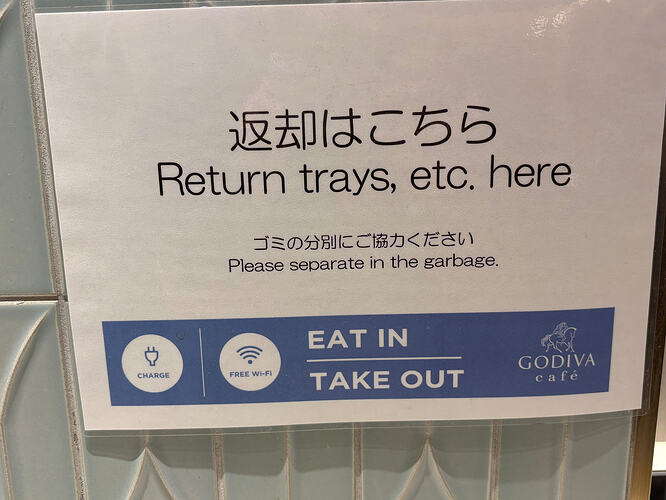 返却はこちら
Return trays, etc. here
ゴミの分別にご協力ください
Please separate in the garbage.
CHARGE
FREE Wi-Fi
EAT IN
TAKE OUT
GODIVA
café